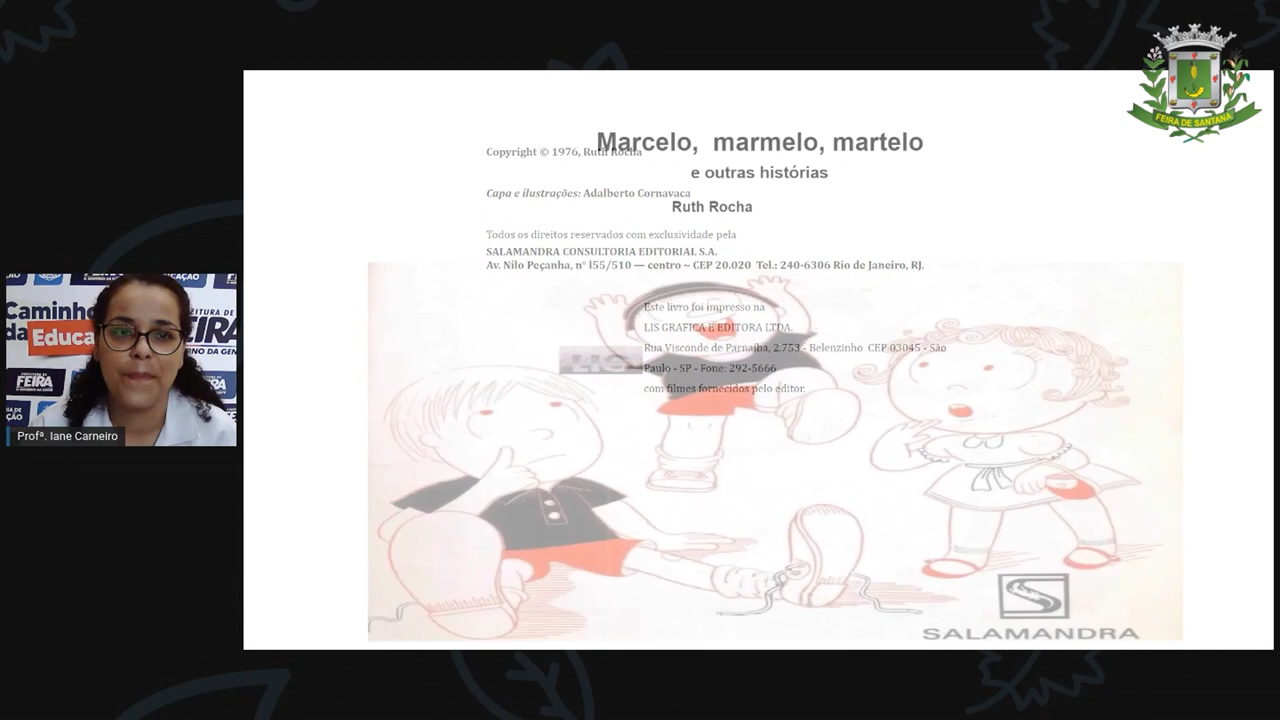 FEIRA DE SANTANA
Marcelo, marmelo, martelo
Copyright © 1976, Ruth Rocha
e outras histórias
Capa e ilustrações: Adalberto Cornavaca
Ruth Rocha
Todos os direitos reservados com exclusividade pela
SALAMANDRA CONSULTORIA EDITORIAL S.A.
Av. Nilo Peçanha, nº l55/510 — centro ~ CEP 20.020 Tel.: 240-6306 Rio de Janeiro, RJ.
Este livro foi impresso na
LIS GRAFICA E EDITORA LTDA.
Rua Visconde de Parnaíba, 2.753 - Belenzinho CEP 03045 - São
Paulo - SP - Fone: 292-5666
com filmes fornecidos pelo editor.
SALAMANDRA
Caminho
da Educa
FEIRA
Profª. Iane Carneiro